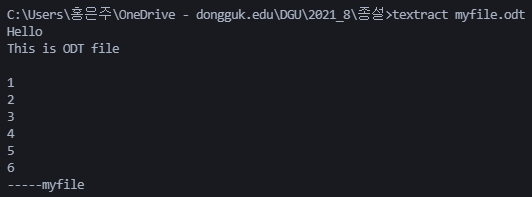 C:\Users\홍은주\OneDrive - dongguk.edu\DGU\2021_8\종설>textract myfile.odt
Hello
This is ODT file
1
2
3
4
5
6
-----myfile